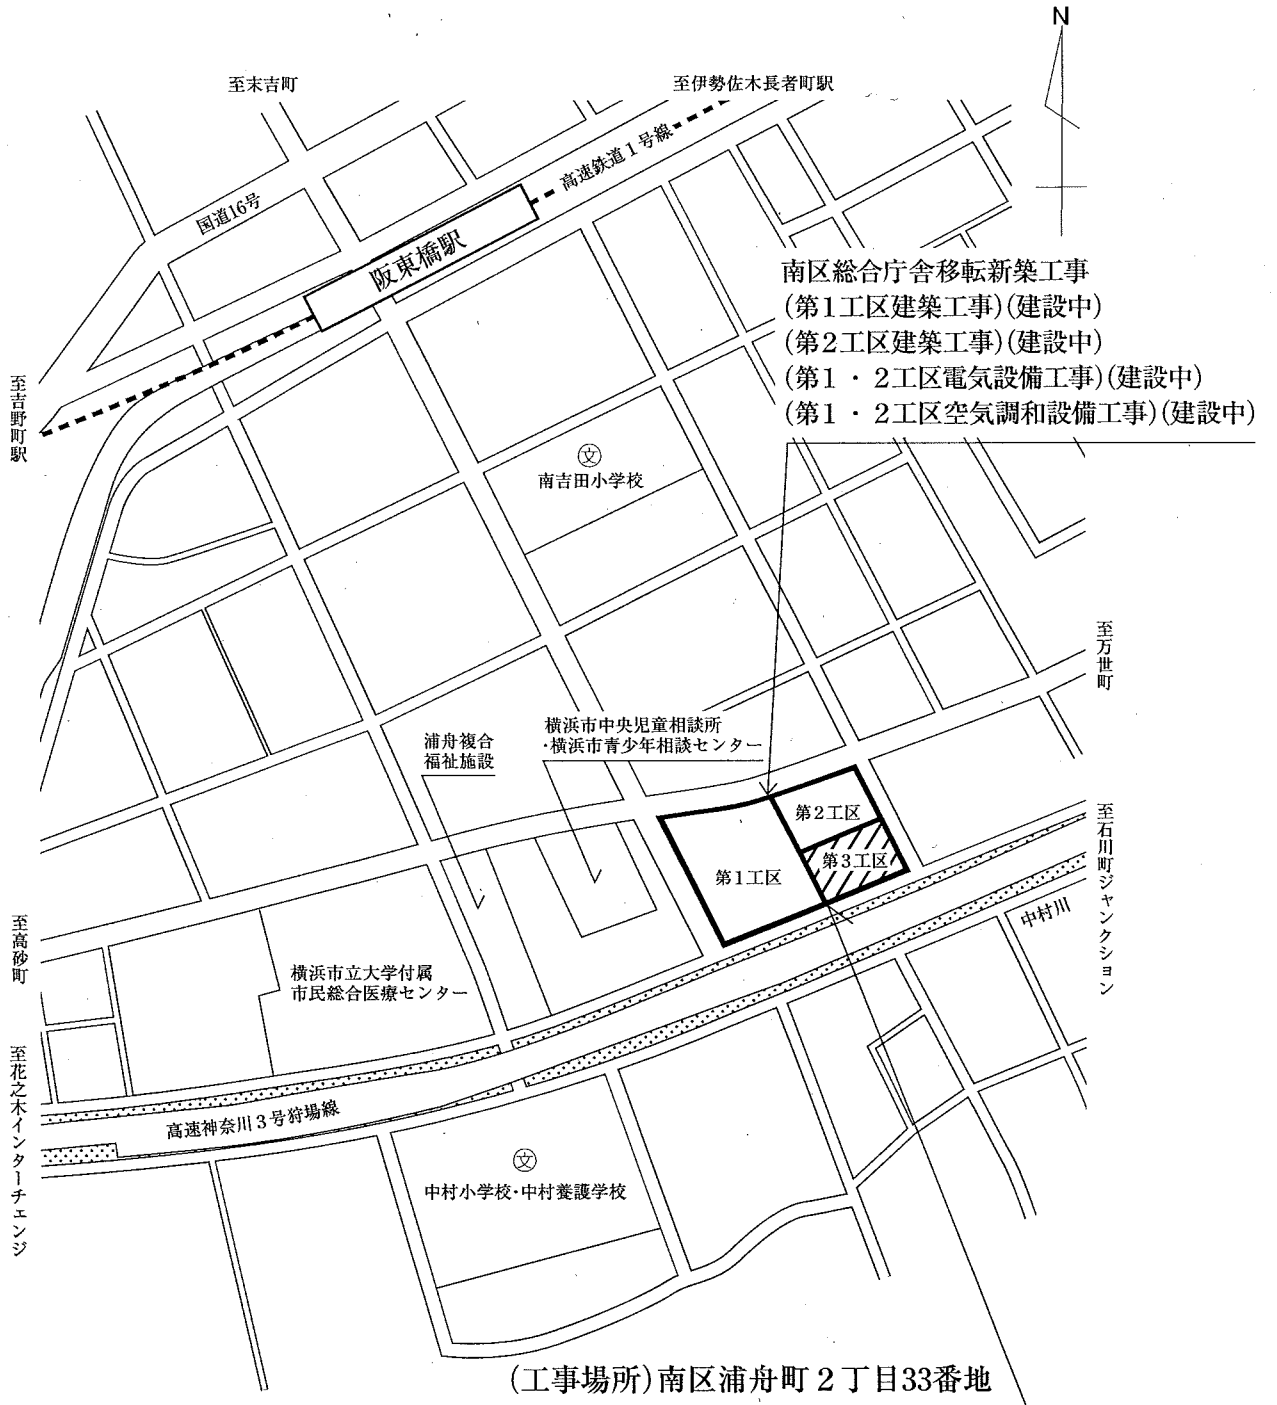 N
至末吉町
至伊勢佐木長者町駅
高速鉄道1号線
国道16号
阪東橋駅
南区総合庁舎移転新築工事
(第1工区建築工事)(建設中)
(第2工区建築工事)(建設中)
(第1・2工区電気設備工事)(建設中)
(第1・2工区空気調和設備工事)(建設中)
至吉野町駅
文
南吉田小学校
至万世町
横浜市中央児童相談所
・横浜市青少年相談センター
浦舟複合
福祉施設
第2工区
第3工区
第1工区
至石川町ジャンクション
中村川
至高砂町
横浜市立大学付属
市民総合医療センター
至花之木インターチェンジ
高速神奈川3号狩場線
文
中村小学校・中村養護学校
(工事場所)南区浦舟町2丁目33番地